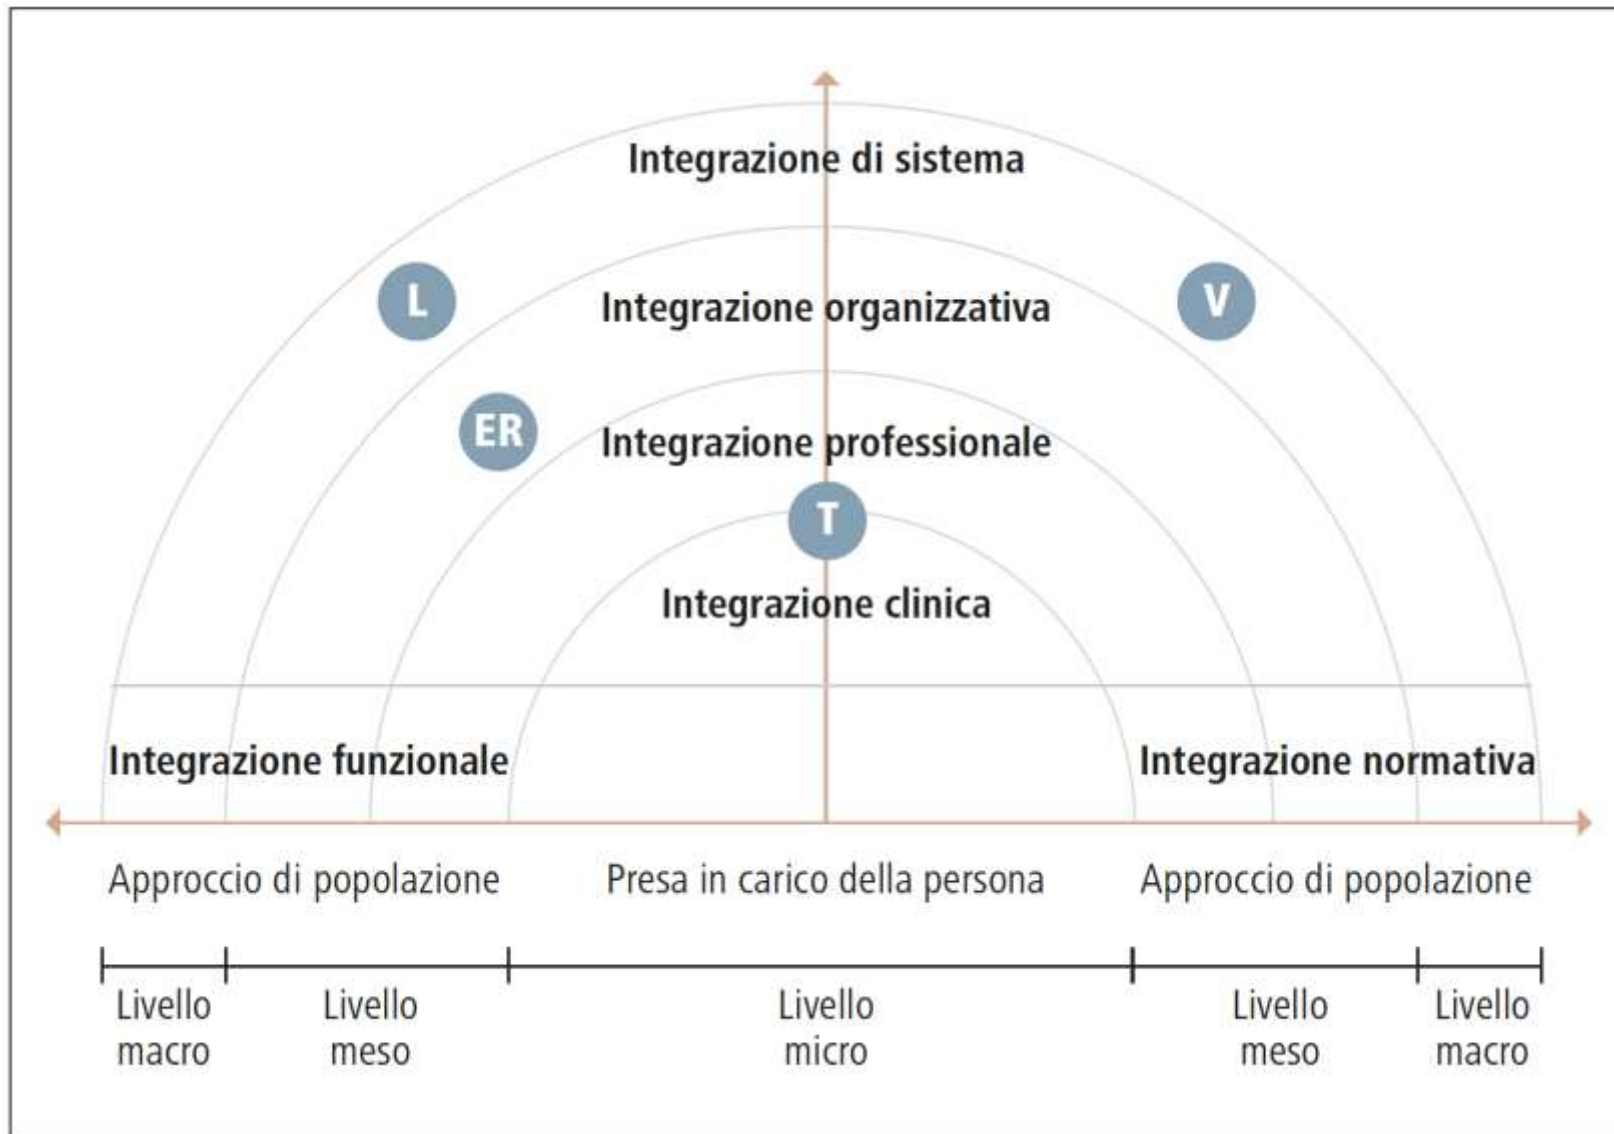 Integrazione di sistema
L
V
Integrazione organizzativa
ER
Integrazione professionale
T
Integrazione clinica
Integrazione funzionale
Integrazione normativa
Approccio di popolazione
Presa in carico della persona
Approccio di popolazione
Livello
macro
Livello
meso
Livello
micro
Livello
meso
Livello
macro